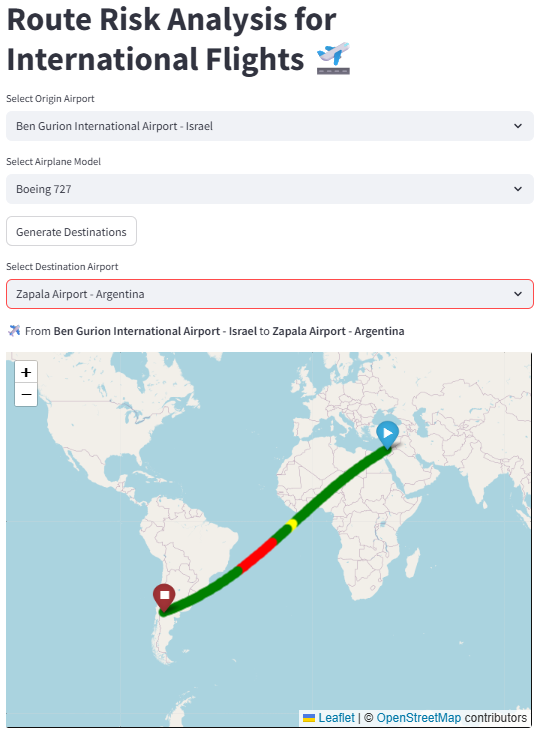 Route Risk Analysis for
International Flights
Select Origin Airport
Ben Gurion International Airport - Israel
Select Airplane Model
Boeing 727
Generate Destinations
Select Destination Airport
Zapala Airport - Argentina
From Ben Gurion International Airport - Israel to Zapala Airport - Argentina
+
−
Leaflet | © OpenStreetMap contributors